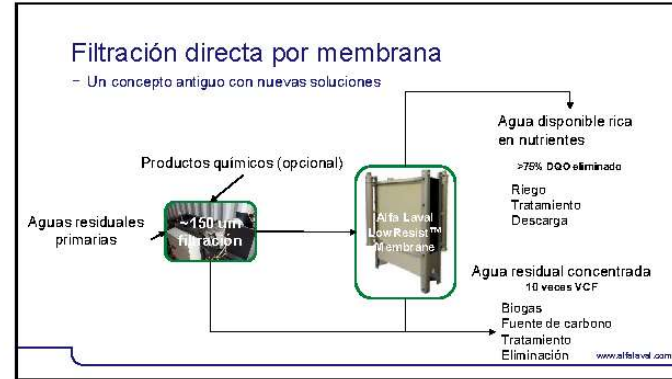 Filtración directa por membrana
− Un concepto antiguo con nuevas soluciones
Productos químicos (opcional)
Aguas residuales
primarias
~150 um
filtración
Alfa Laval
LowResist™
Membrane
Agua disponible rica
en nutrientes
>75% DQO eliminado
Riego
Tratamiento
Descarga
Agua residual concentrada
10 veces VCF
Biogas
Fuente de carbono
Tratamiento
Eliminación
www.alfalaval.com